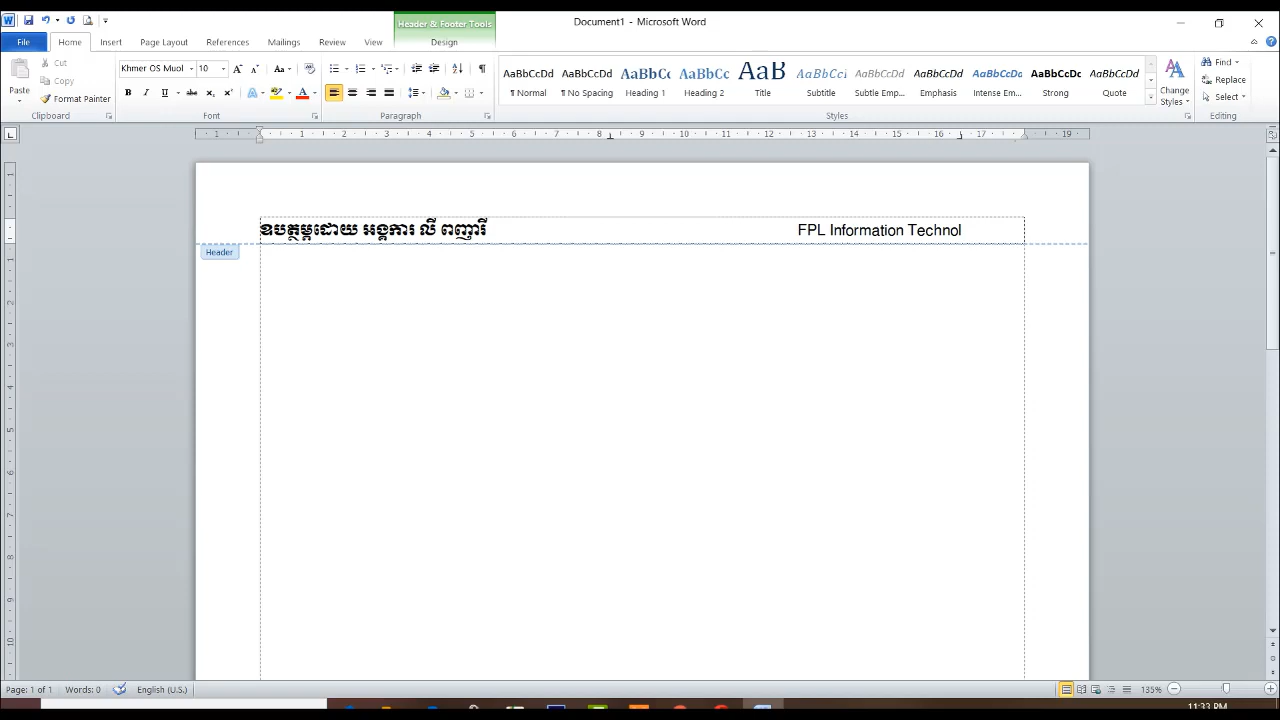 Document1 - Microsoft Word
Header & Footer Tools
File Home Insert Page Layout References Mailings Review View Design
Paste Cut Copy Format Painter
Khmer OS Muol 10
AaBbCcDd AaBbCcDd AaBbCc AaBbCc AaB AaBbCcI AaBbCcDd AaBbCcDd AaBbCcDd AaBbCcDc AaBbCcDd
¶ Normal ¶ No Spacing Heading 1 Heading 2 Title Subtitle Subtle Emp... Emphasis Intense Em... Strong Quote
Change Styles
Find Replace Select
Clipboard Font Paragraph Styles Editing
ឧបត្ថម្ភដោយ អង្គការ លី ពញារី FPL Information Technol
Header
Page: 1 of 1 Words: 0 English (U.S.) 135%
11:33 PM